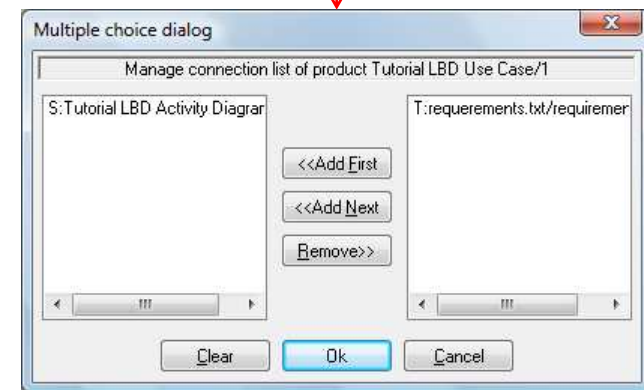 Multiple choice dialog
Manage connection list of product Tutorial LBD Use Case/1
S:Tutorial LBD Activity Diagrar
T:requerements.txt/requiremer
<<Add First
<<Add Next
Remove>>
Clear
Ok
Cancel